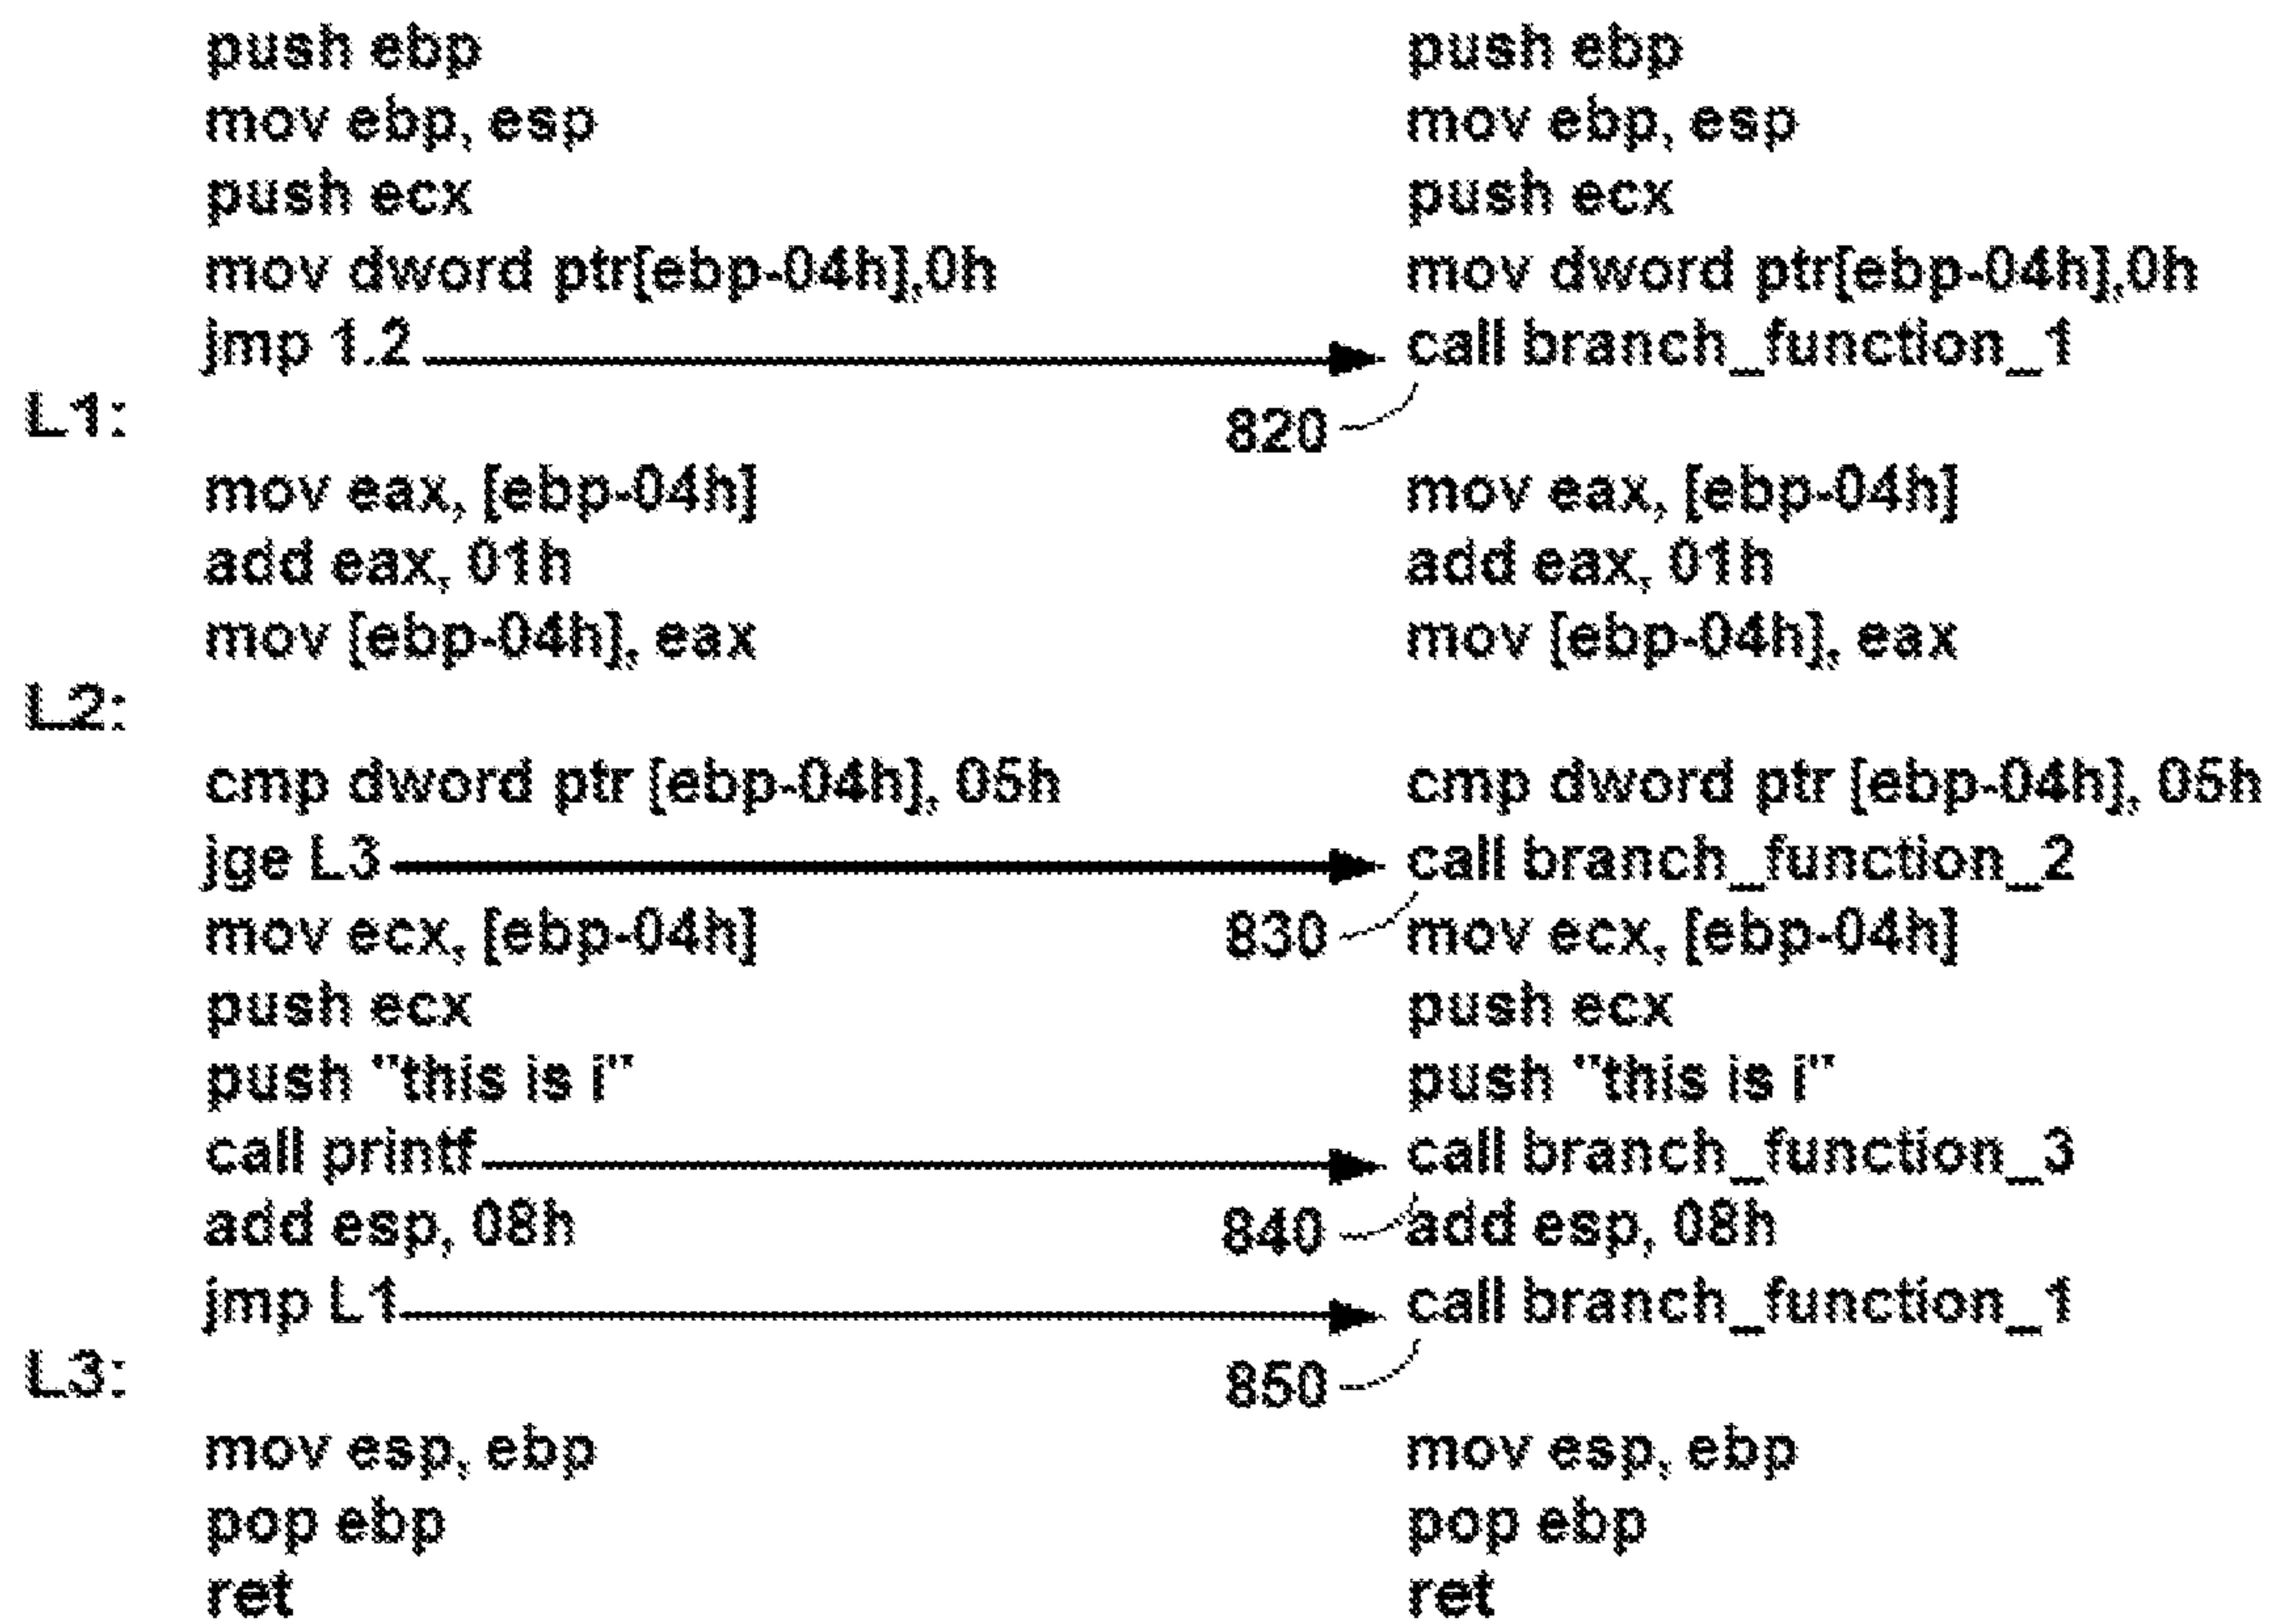 push ebp push ebp
mov ebp, esp mov ebp, esp
push ecx push ecx
mov dword ptr[ebp-04h],0h mov dword ptr[ebp-04h],0h
jmp 1.2 call branch_function_1
L1: 820
mov eax, [ebp-04h] mov eax, [ebp-04h]
add eax, 01h add eax, 01h
mov [ebp-04h], eax mov [ebp-04h], eax
L2:
cmp dword ptr [ebp-04h], 05h cmp dword ptr [ebp-04h], 05h
jge L3 call branch_function_2
mov ecx, [ebp-04h] 830 mov ecx, [ebp-04h]
push ecx push ecx
push "this is i" push "this is i"
call printf call branch_function_3
add esp, 08h 840 add esp, 08h
jmp L1 call branch_function_1
L3: 850
mov esp, ebp mov esp, ebp
pop ebp pop ebp
ret ret